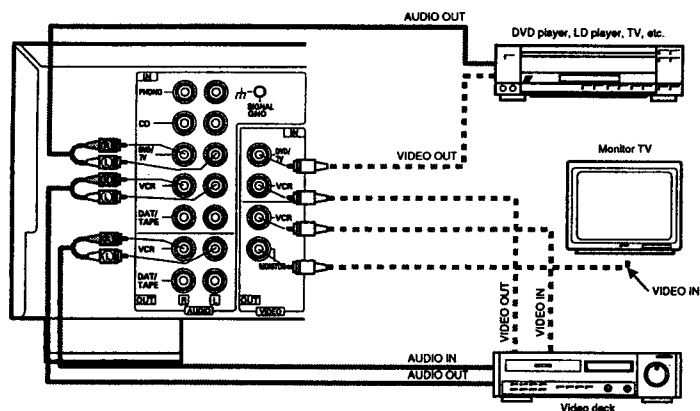 AUDIO OUT
DVD player, LD player, TV, etc.
IN
PHONO
SIGNAL
GND
CD
IN
R
L
DVD/
TV
DVD/
TV
VIDEO OUT
Monitor TV
R
L
VCR
VCR
DAT/
TAPE
VCR
R
L
VCR
MONITOR
DAT/
TAPE
VIDEO IN
OUT
R
L
OUT
AUDIO
VIDEO
VIDEO OUT
VIDEO IN
AUDIO IN
AUDIO OUT
Video deck